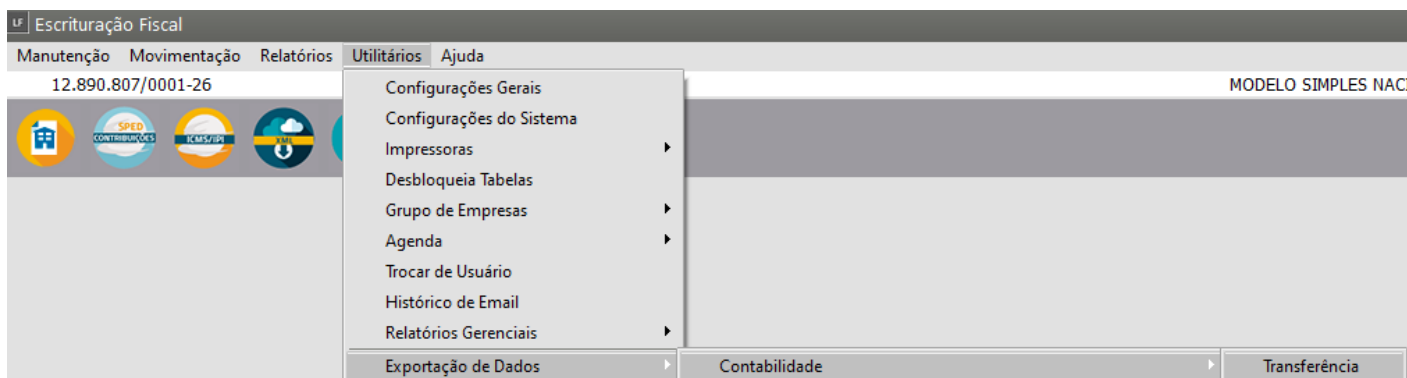 LF Escrituração Fiscal
Manutenção Movimentação Relatórios Utilitários Ajuda
12.890.807/0001-26 MODELO SIMPLES NAC
SPED CONTRIBUIÇÕES ICMS/IPI XML
Configurações Gerais
Configurações do Sistema
Impressoras
Desbloqueia Tabelas
Grupo de Empresas
Agenda
Trocar de Usuário
Histórico de Email
Relatórios Gerenciais
Exportação de Dados Contabilidade Transferência